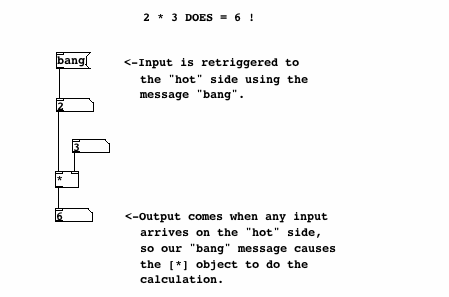 2 * 3 DOES = 6 !
bang
<-Input is retriggered to
the "hot" side using the
message "bang".
2
3
*
6
<-Output comes when any input
arrives on the "hot" side,
so our "bang" message causes
the [*] object to do the
calculation.